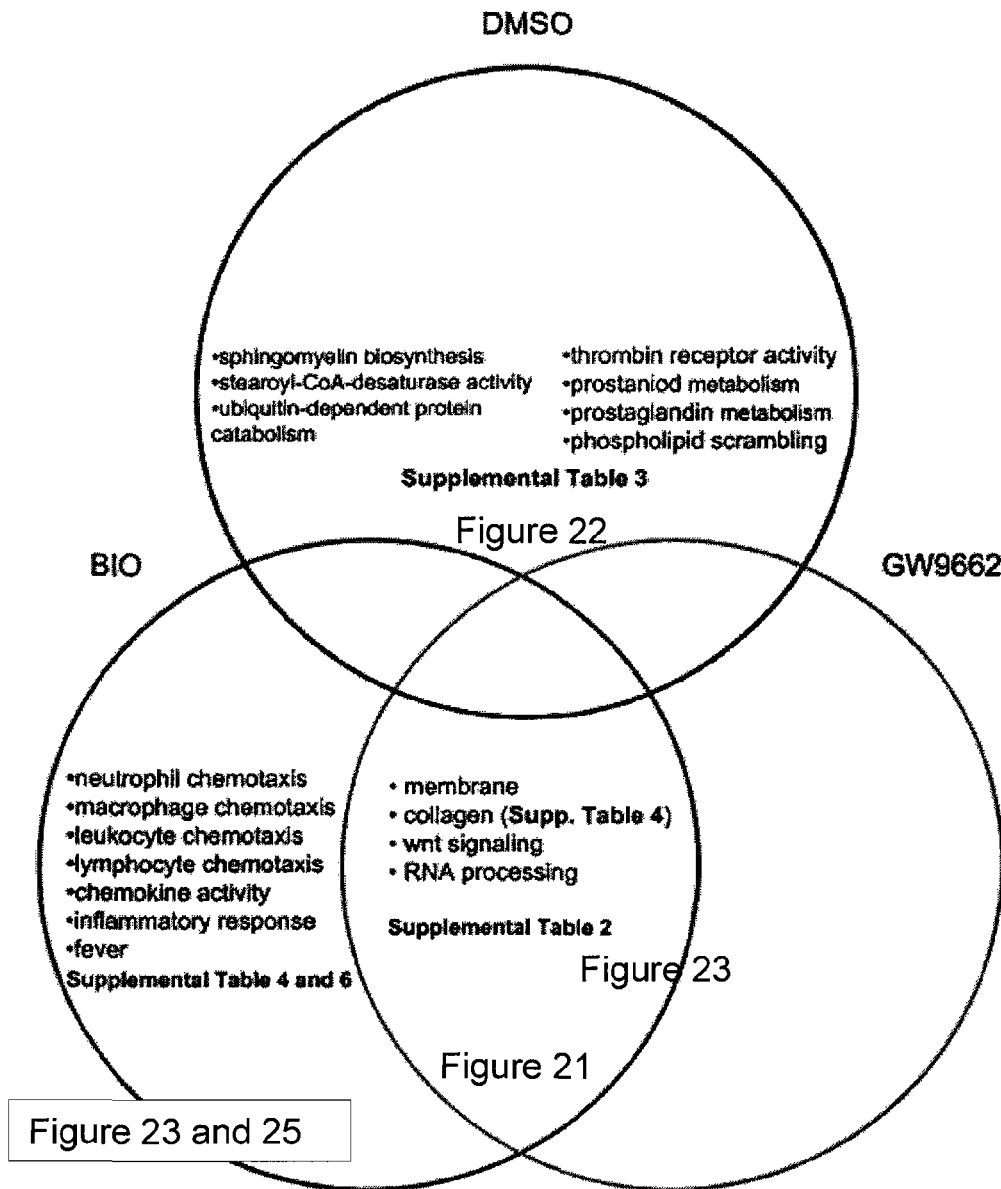 DMSO
•sphingomyelin biosynthesis
•stearoyl-CoA-desaturase activity
•ubiquitin-dependent protein
catabolism
•thrombin receptor activity
•prostaniod metabolism
•prostaglandin metabolism
•phospholipid scrambling
Supplemental Table 3
Figure 22
BIO
GW9662
•neutrophil chemotaxis
•macrophage chemotaxis
•leukocyte chemotaxis
•lymphocyte chemotaxis
•chemokine activity
•inflammatory response
•fever
Supplemental Table 4 and 6
• membrane
• collagen (Supp. Table 4)
• wnt signaling
• RNA processing
Supplemental Table 2
Figure 23
Figure 21
Figure 23 and 25